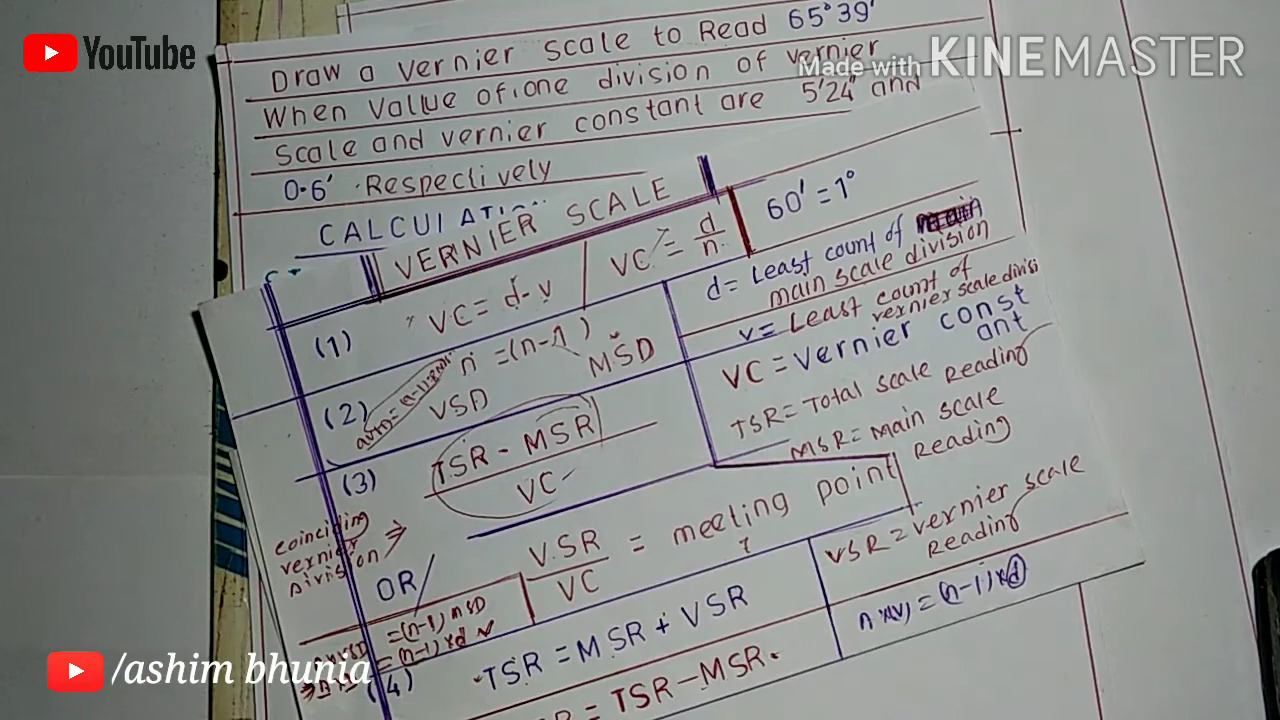 YouTube
Made with KINEMASTER
Draw a vernier scale to Read 65°39'
When value of one division of vernier
scale and vernier constant are 5'24" and
0.6' Respectively
CALCULATION
VERNIER SCALE
(1) VC = d-v
VC = d/n
60' = 1°
d = Least count of
main scale division
v = Least count of
vernier scale divisi
(2) n = (n-1)
VSD MSD
VC = Vernier const
ant
TSR = Total scale Reading
MSR = Main scale
Reading
(3) TSR - MSR
VC
coinciding
vernier
Division ⇒
OR/
VSR/VC = meeting point
VSR = vernier scale
Reading
= (n-1) MSD
= (n-1) × d
(4) TSR = MSR + VSR
n × (v) = (n-1) × d
= TSR - MSR.
/ashim bhunia